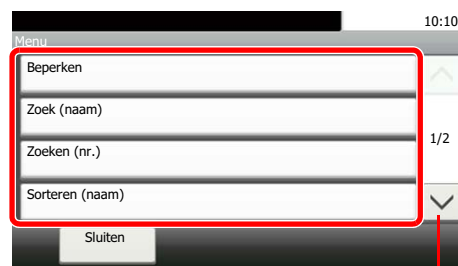 10:10
Menu
Beperken
Zoek (naam)
1/2
Zoeken (nr.)
Sorteren (naam)
Sluiten